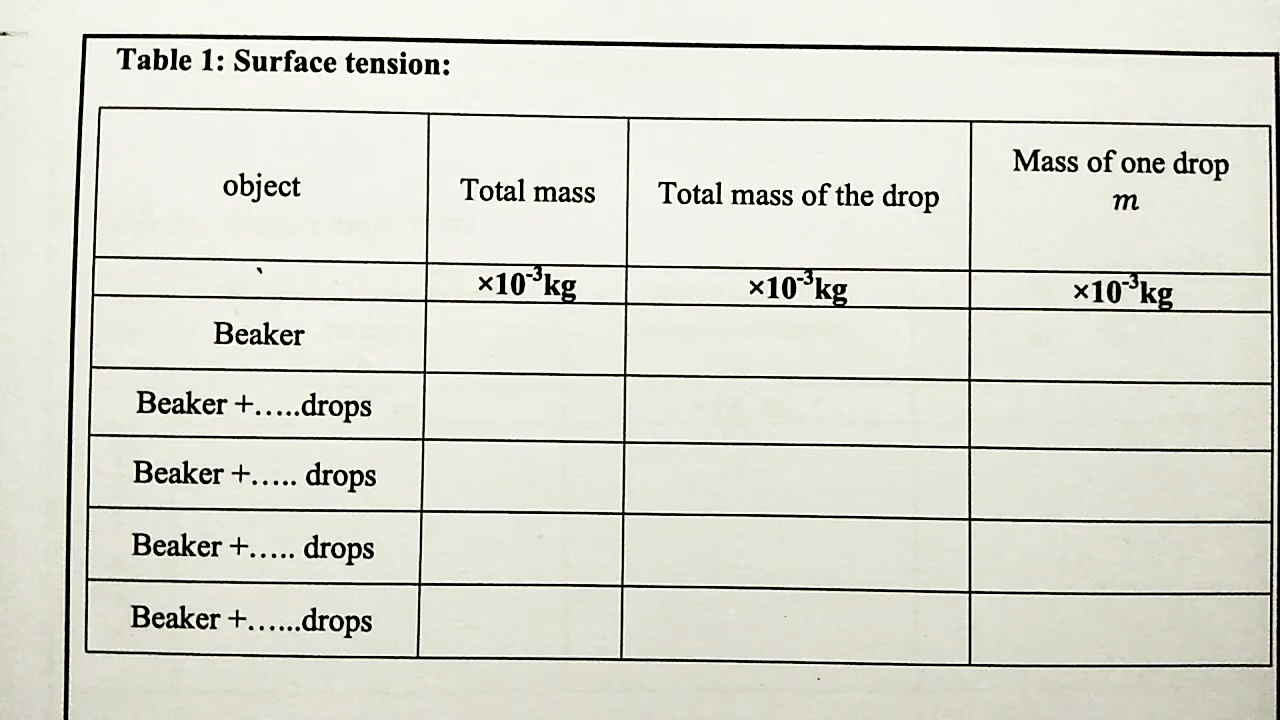 Table 1: Surface tension:
object
Total mass
Total mass of the drop
Mass of one drop
m
×10⁻³kg
×10⁻³kg
×10⁻³kg
Beaker
Beaker +.....drops
Beaker +..... drops
Beaker +..... drops
Beaker +......drops